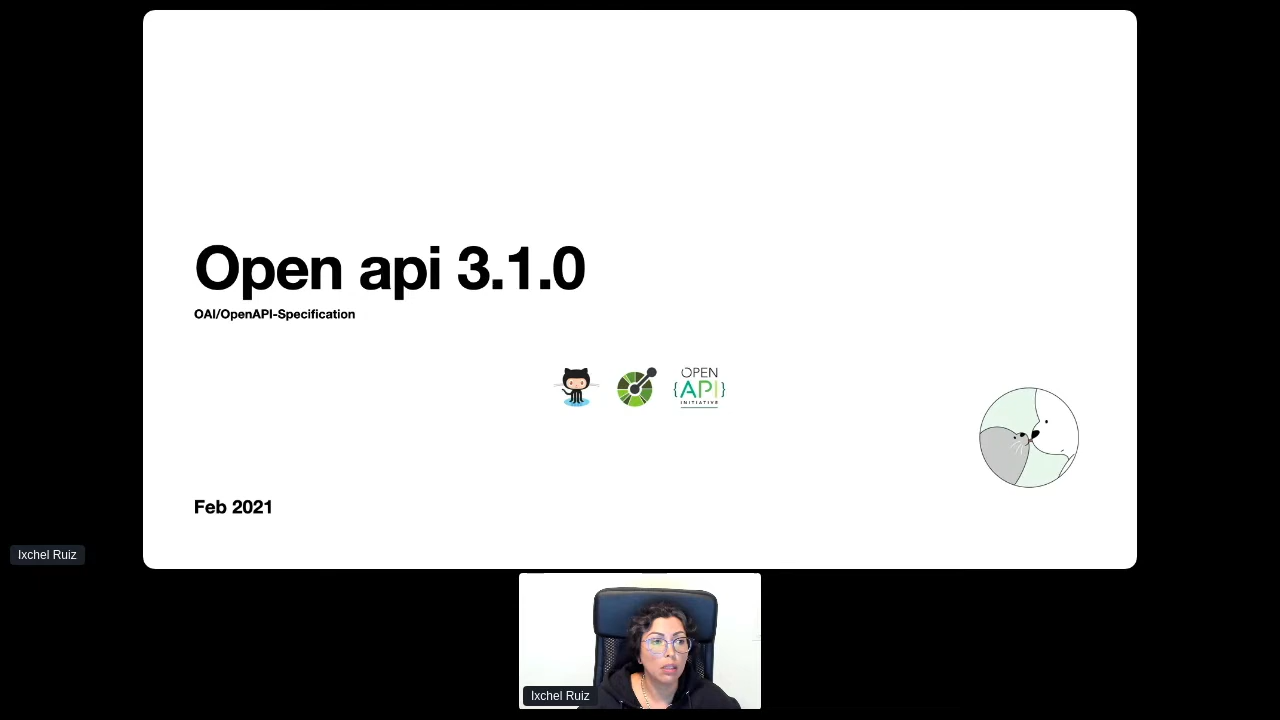 Open api 3.1.0
OAI/OpenAPI-Specification
OPEN
{API}
INITIATIVE
Feb 2021
Ixchel Ruiz
Ixchel Ruiz